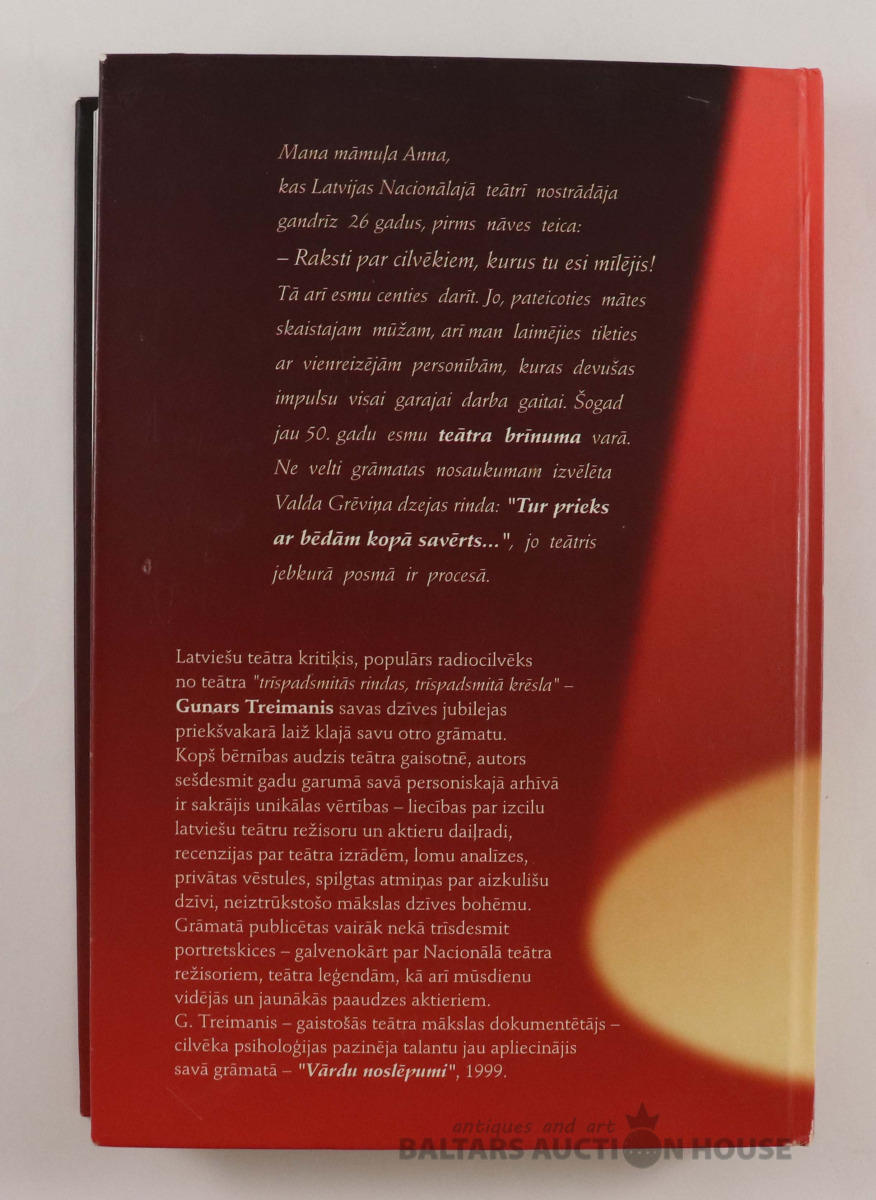 Mana māmuļa Anna,
kas Latvijas Nacionālajā teātrī nostrādāja
gandrīz 26 gadus, pirms nāves teica:
– Raksti par cilvēkiem, kurus tu esi mīlējis!
Tā arī esmu centies darīt. Jo, pateicoties mātes
skaistajam mūžam, arī man laimējies tikties
ar vienreizējām personībām, kuras devušas
impulsu visai garajai darba gaitai. Šogad
jau 50. gadu esmu teātra brīnuma varā.
Ne velti grāmatas nosaukumam izvēlēta
Valda Grēviņa dzejas rinda: "Tur prieks
ar bēdām kopā savērts...", jo teātris
jebkurā posmā ir procesā.
Latviešu teātra kritiķis, populārs radiocilvēks
no teātra "trīspadsmitās rindas, trīspadsmitā krēsla" –
Gunars Treimanis savas dzīves jubilejas
priekšvakarā laiž klajā savu otro grāmatu.
Kopš bērnības audzis teātra gaisotnē, autors
sešdesmit gadu garumā savā personiskajā arhīvā
ir sakrājis unikālas vērtības – liecības par izcilu
latviešu teātru režisoru un aktieru daiļradi,
recenzijas par teātra izrādēm, lomu analīzes,
privātas vēstules, spilgtas atmiņas par aizkulišu
dzīvi, neiztrūkstošo mākslas dzīves bohēmu.
Grāmatā publicētas vairāk nekā trīsdesmit
portretskices – galvenokārt par Nacionālā teātra
režisoriem, teātra leģendām, kā arī mūsdienu
vidējās un jaunākās paaudzes aktieriem.
G. Treimanis – gaistošās teātra mākslas dokumentētājs –
cilvēka psiholoģijas pazinēja talantu jau apliecinājis
savā grāmatā – "Vārdu noslēpumi", 1999.
antiques and art
BALTARS AUCTION HOUSE